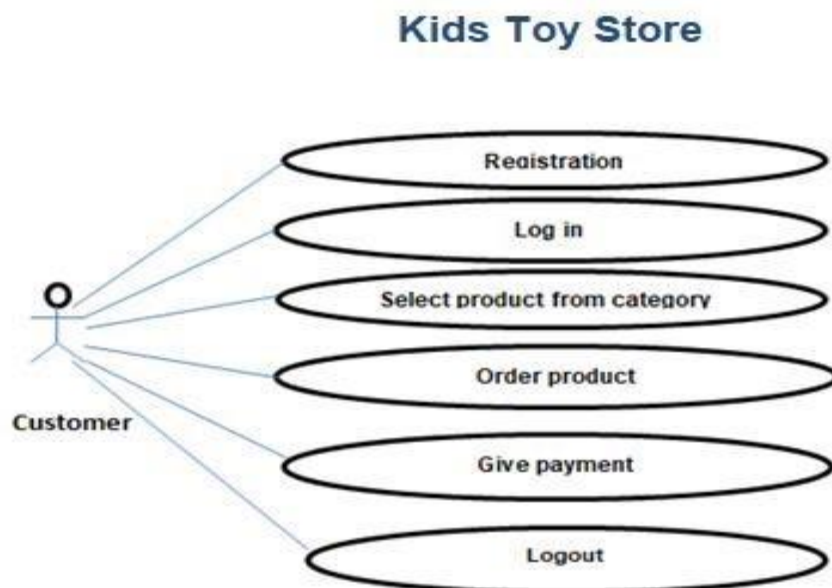 Kids Toy Store
Registration
Log in
Select product from category
Order product
Customer
Give payment
Logout